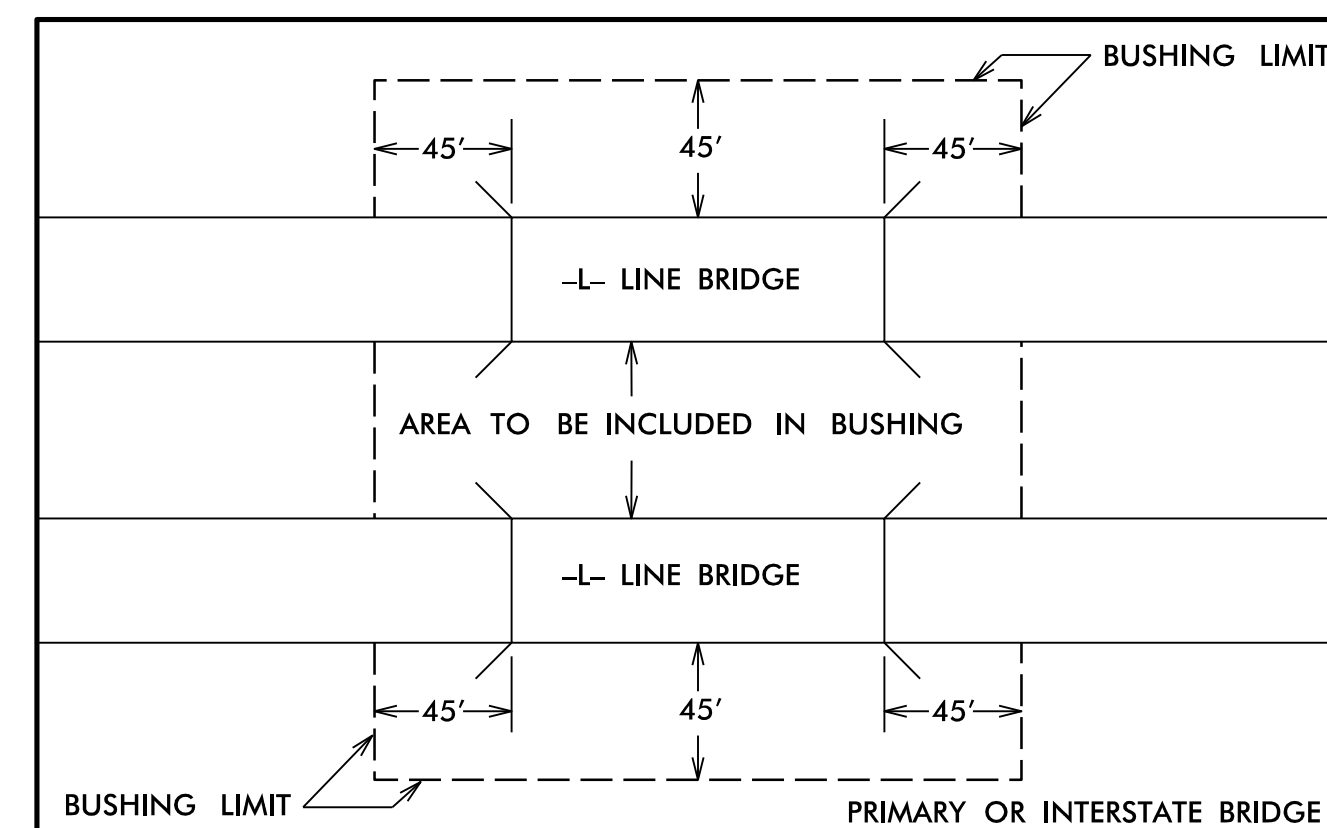 BUSHING LIMIT
45′ 45′ 45′
–L– LINE BRIDGE
AREA TO BE INCLUDED IN BUSHING
–L– LINE BRIDGE
45′ 45′ 45′
BUSHING LIMIT
PRIMARY OR INTERSTATE BRIDGE